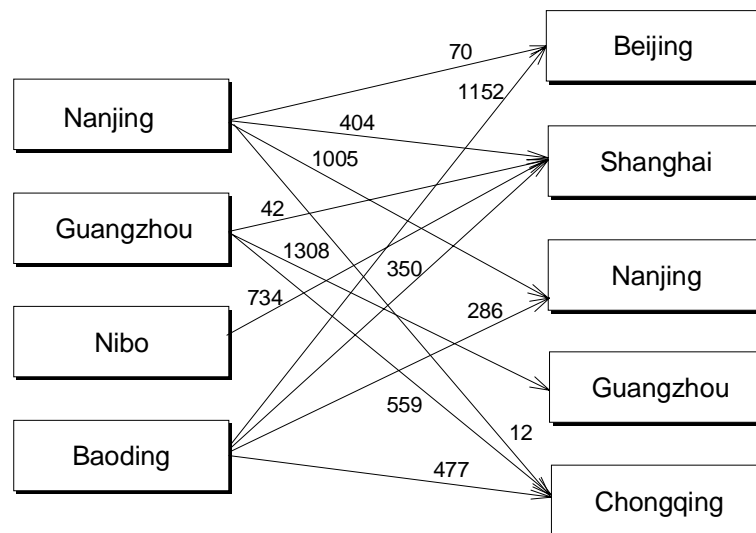 Beijing
70
1152
Nanjing
404
1005
Shanghai
Guangzhou
42
1308
350
Nanjing
734
286
Nibo
Guangzhou
559
12
Baoding
477
Chongqing